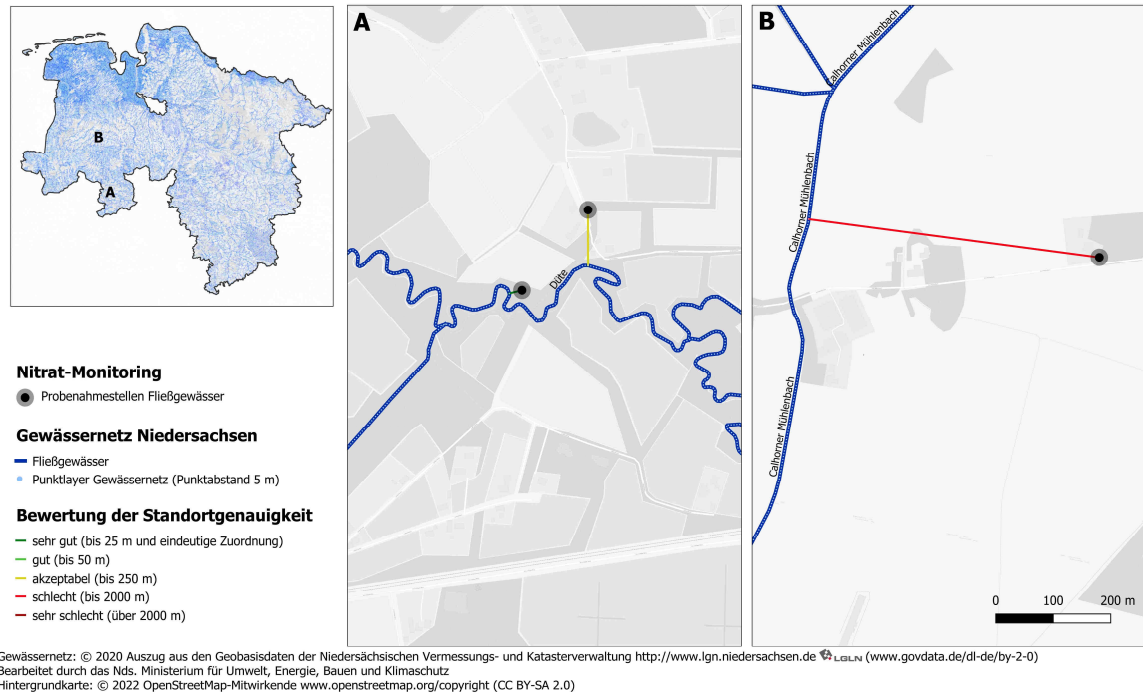 B
A
Nitrat-Monitoring
Probenahmestellen Fließgewässer
Gewässernetz Niedersachsen
Fließgewässer
Punktlayer Gewässernetz (Punktabstand 5 m)
Bewertung der Standortgenauigkeit
sehr gut (bis 25 m und eindeutige Zuordnung)
gut (bis 50 m)
akzeptabel (bis 250 m)
schlecht (bis 2000 m)
sehr schlecht (über 2000 m)
A
Düte
B
Calhorner Mühlenbach
Calhorner Mühlenbach
Calhorner Mühlenbach
0 100 200 m
Gewässernetz: © 2020 Auszug aus den Geobasisdaten der Niedersächsischen Vermessungs- und Katasterverwaltung http://www.lgn.niedersachsen.de LGLN (www.govdata.de/dl-de/by-2-0)
Bearbeitet durch das Nds. Ministerium für Umwelt, Energie, Bauen und Klimaschutz
Hintergrundkarte: © 2022 OpenStreetMap-Mitwirkende www.openstreetmap.org/copyright (CC BY-SA 2.0)